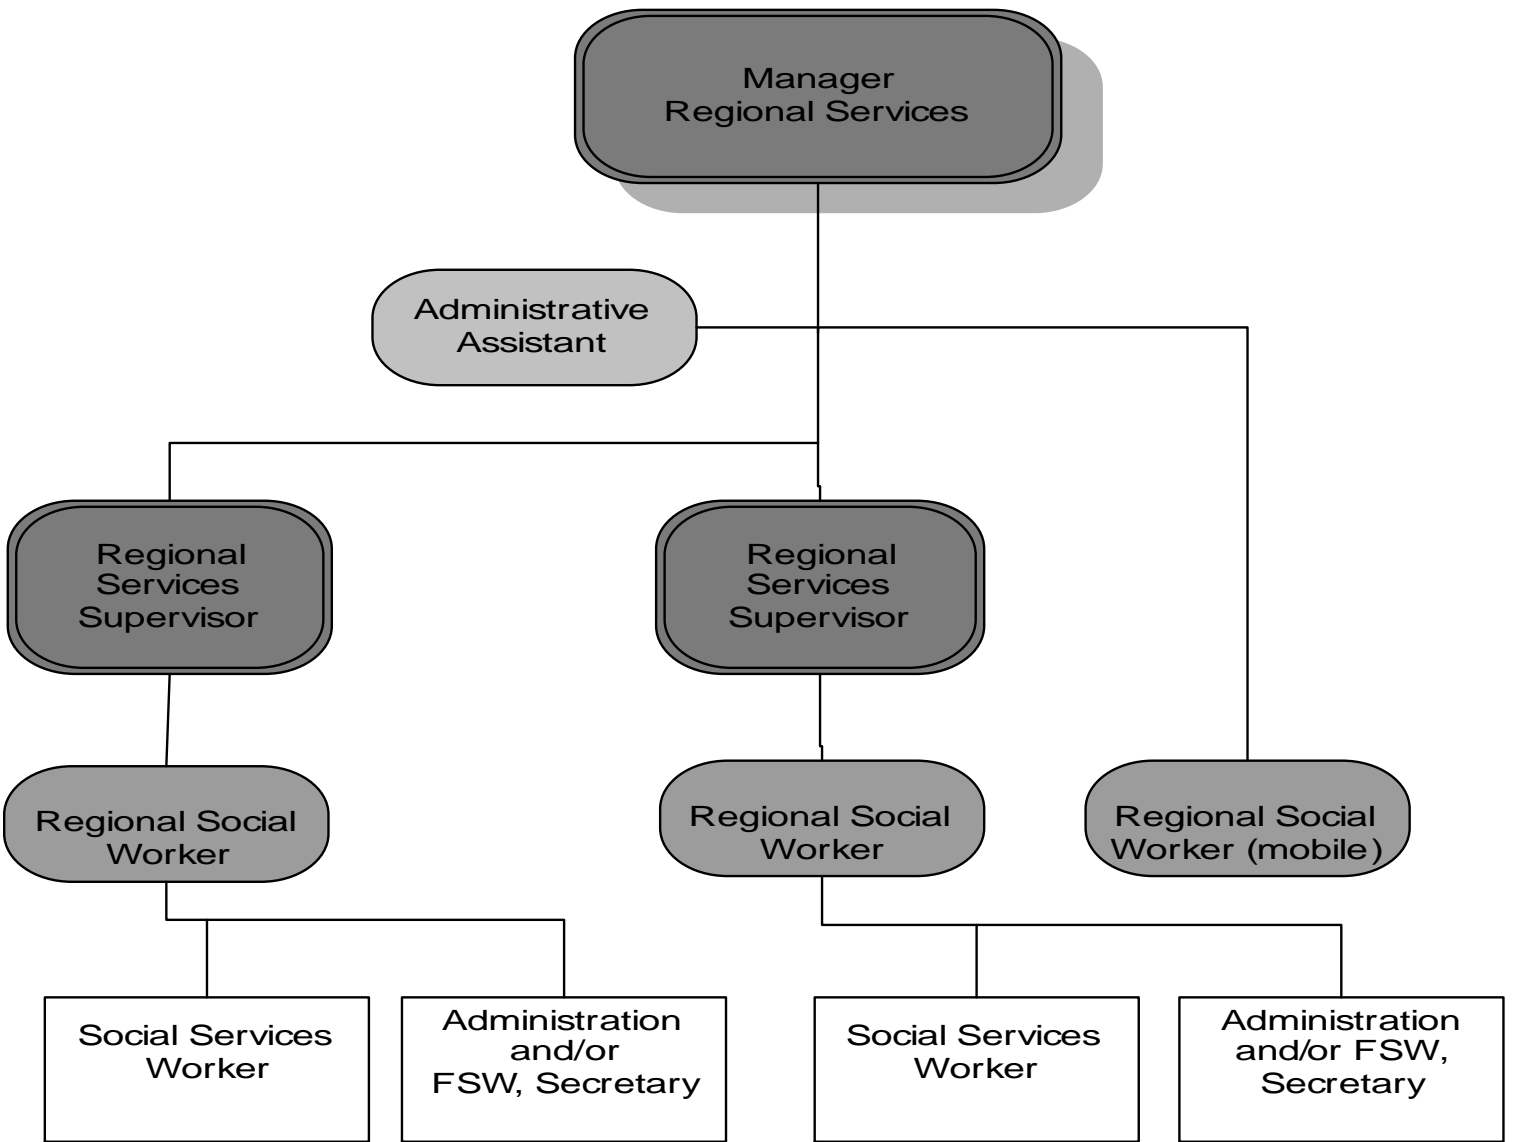 Manager
Regional Services
Administrative
Assistant
Regional
Services
Supervisor
Regional
Services
Supervisor
Regional Social
Worker
Regional Social
Worker
Regional Social
Worker (mobile)
Social Services
Worker
Administration
and/or
FSW, Secretary
Social Services
Worker
Administration
and/or FSW,
Secretary